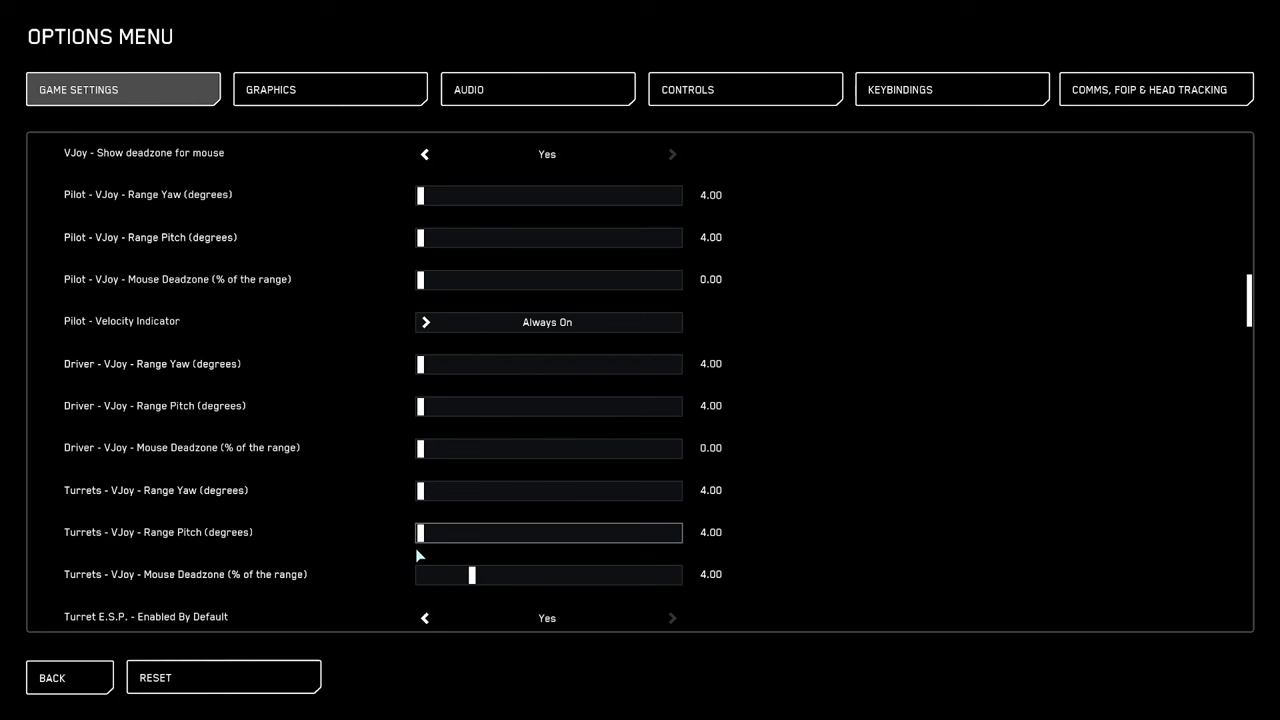 OPTIONS MENU
GAME SETTINGS GRAPHICS AUDIO CONTROLS KEYBINDINGS COMMS, FOIP & HEAD TRACKING
VJoy - Show deadzone for mouse Yes
Pilot - VJoy - Range Yaw (degrees) 4.00
Pilot - VJoy - Range Pitch (degrees) 4.00
Pilot - VJoy - Mouse Deadzone (% of the range) 0.00
Pilot - Velocity Indicator Always On
Driver - VJoy - Range Yaw (degrees) 4.00
Driver - VJoy - Range Pitch (degrees) 4.00
Driver - VJoy - Mouse Deadzone (% of the range) 0.00
Turrets - VJoy - Range Yaw (degrees) 4.00
Turrets - VJoy - Range Pitch (degrees) 4.00
Turrets - VJoy - Mouse Deadzone (% of the range) 4.00
Turret E.S.P. - Enabled By Default Yes
BACK RESET